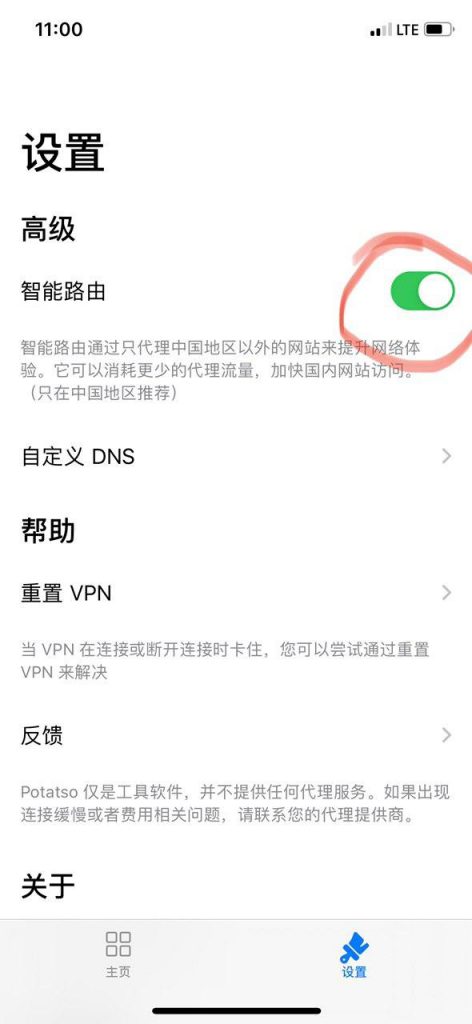 11:00
LTE
设置
高级
智能路由
智能路由通过只代理中国地区以外的网站来提升网络体
验。它可以消耗更少的代理流量，加快国内网站访问。
（只在中国地区推荐）
自定义 DNS
帮助
重置 VPN
当 VPN 在连接或断开连接时卡住，您可以尝试通过重置
VPN 来解决
反馈
Potatso 仅是工具软件，并不提供任何代理服务。如果出现
连接缓慢或者费用相关问题，请联系您的代理提供商。
关于
主页
设置